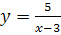 y = 5/(x−3)